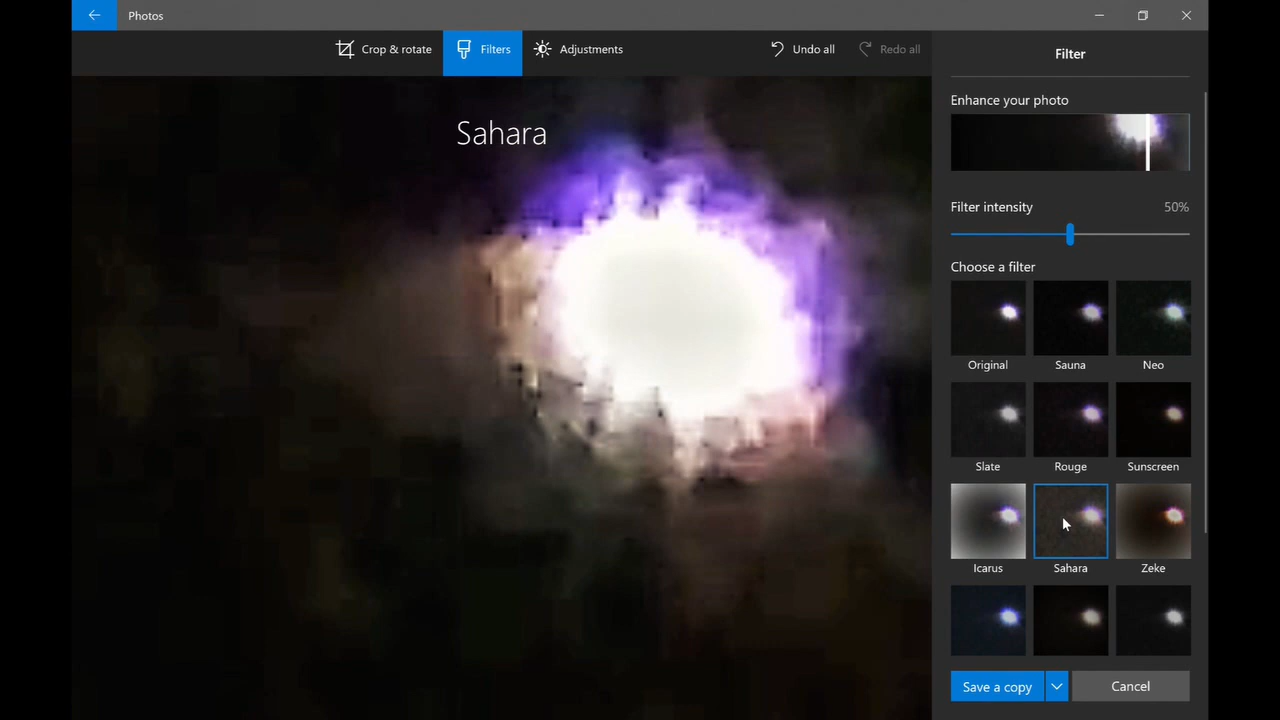 Photos
Crop & rotate
Filters
Adjustments
Undo all
Redo all
Filter
Sahara
Enhance your photo
Filter intensity 50%
Choose a filter
Original Sauna Neo
Slate Rouge Sunscreen
Icarus Sahara Zeke
Save a copy
Cancel